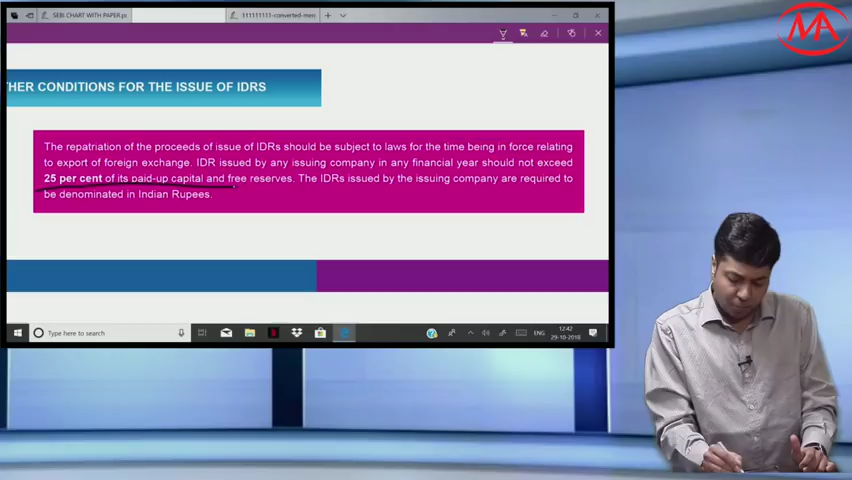 SEBI CHART WITH PAPER.pc
111111111-converted-mer
MA
THER CONDITIONS FOR THE ISSUE OF IDRS
The repatriation of the proceeds of issue of IDRs should be subject to laws for the time being in force relating
to export of foreign exchange. IDR issued by any issuing company in any financial year should not exceed
25 per cent of its paid-up capital and free reserves. The IDRs issued by the issuing company are required to
be denominated in Indian Rupees.
Type here to search
ENG
12:42
29-10-2018